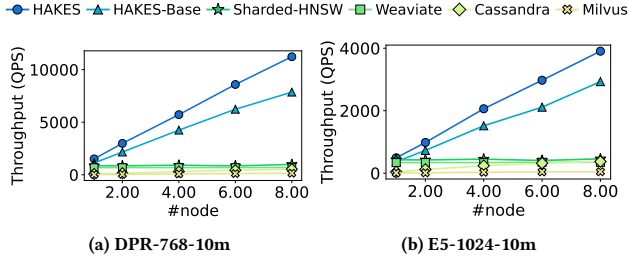 HAKES HAKES-Base Sharded-HNSW Weaviate Cassandra Milvus
Throughput (QPS)
10000
5000
0
2.00 4.00 6.00 8.00
#node
(a) DPR-768-10m
Throughput (QPS)
4000
2000
0
2.00 4.00 6.00 8.00
#node
(b) E5-1024-10m